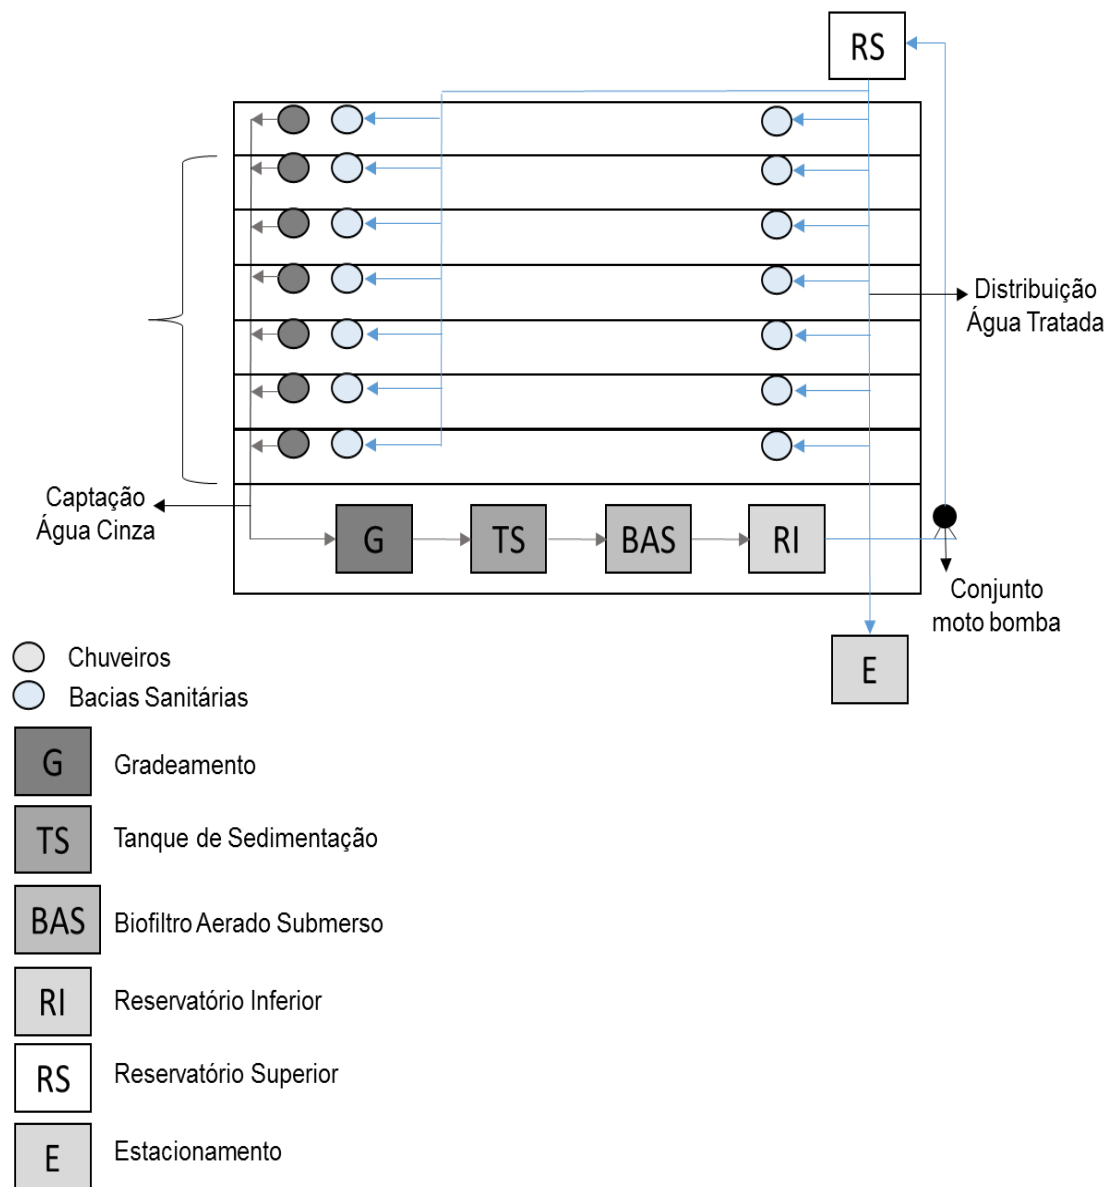 RS
Distribuição
Água Tratada
Captação
Água Cinza
G
TS
BAS
RI
Conjunto
moto bomba
E
Chuveiros
Bacias Sanitárias
G
Gradeamento
TS
Tanque de Sedimentação
BAS
Biofiltro Aerado Submerso
RI
Reservatório Inferior
RS
Reservatório Superior
E
Estacionamento